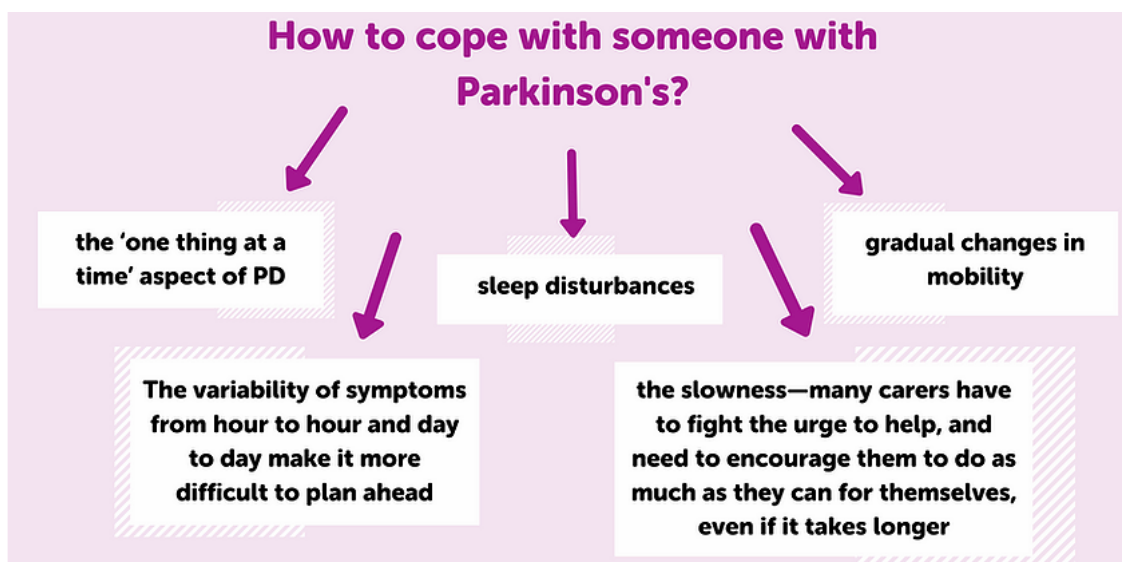 How to cope with someone with
Parkinson's?
the ‘one thing at a
time’ aspect of PD
sleep disturbances
gradual changes in
mobility
The variability of symptoms
from hour to hour and day
to day make it more
difficult to plan ahead
the slowness—many carers have
to fight the urge to help, and
need to encourage them to do as
much as they can for themselves,
even if it takes longer